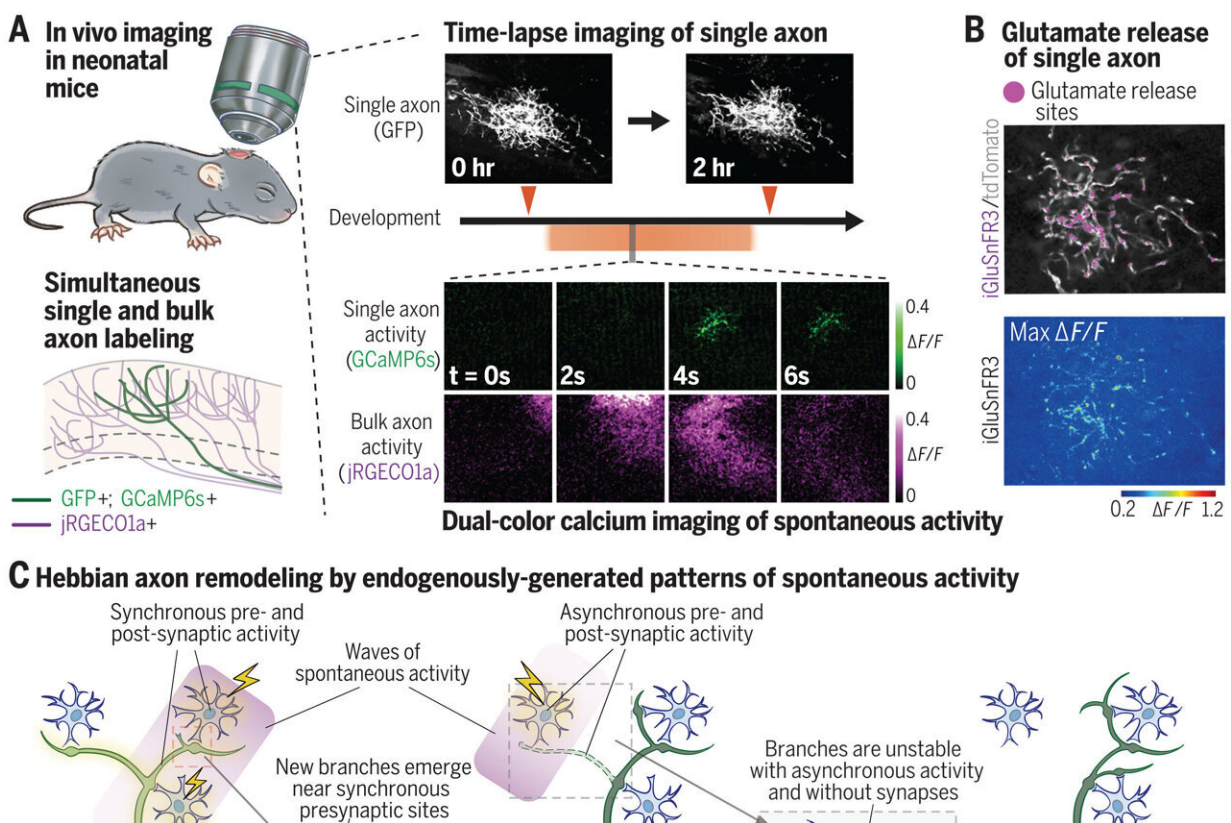 A In vivo imaging
in neonatal
mice
Time-lapse imaging of single axon
Single axon
(GFP)
0 hr
2 hr
Development
Simultaneous
single and bulk
axon labeling
GFP+; GCaMP6s+
jRGECO1a+
Single axon
activity
(GCaMP6s)
t = 0s
2s
4s
6s
0.4
ΔF/F
0
Bulk axon
activity
(jRGECO1a)
0.4
ΔF/F
0
Dual-color calcium imaging of spontaneous activity
B Glutamate release
of single axon
Glutamate release
sites
iGluSnFR3/tdTomato
Max ΔF/F
iGluSnFR3
0.2 ΔF/F 1.2
C Hebbian axon remodeling by endogenously-generated patterns of spontaneous activity
Synchronous pre- and
post-synaptic activity
Waves of
spontaneous activity
Asynchronous pre- and
post-synaptic activity
New branches emerge
near synchronous
presynaptic sites
Branches are unstable
with asynchronous activity
and without synapses